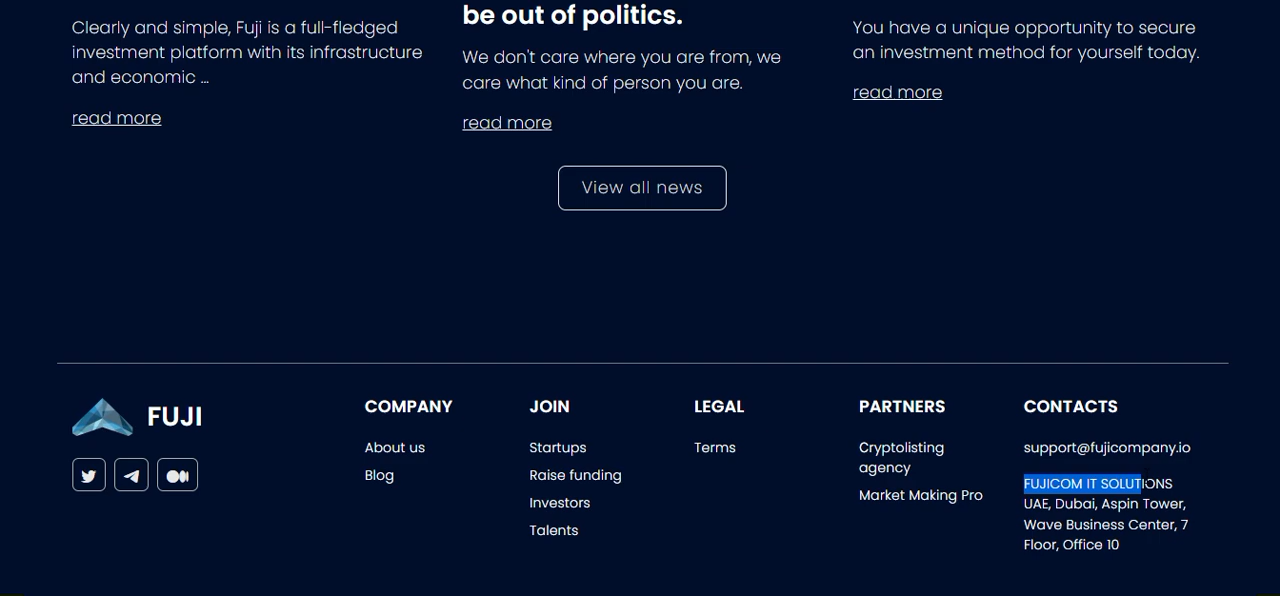 Clearly and simple, Fuji is a full-fledged
investment platform with its infrastructure
and economic ...
read more
be out of politics.
We don't care where you are from, we
care what kind of person you are.
read more
You have a unique opportunity to secure
an investment method for yourself today.
read more
View all news
FUJI
COMPANY
About us
Blog
JOIN
Startups
Raise funding
Investors
Talents
LEGAL
Terms
PARTNERS
Cryptolisting
agency
Market Making Pro
CONTACTS
support@fujicompany.io
FUJICOM IT SOLUTIONS
UAE, Dubai, Aspin Tower,
Wave Business Center, 7
Floor, Office 10